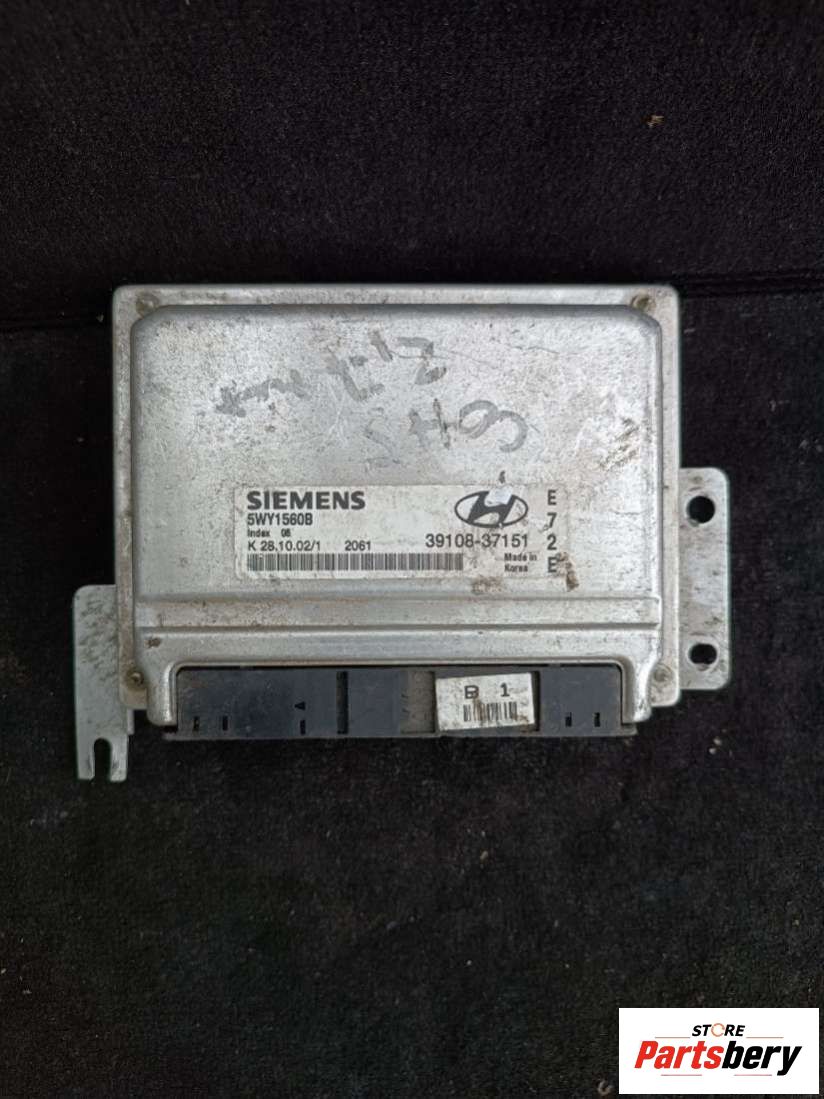 SIEMENS
5WY1560B
Index 06
K 28.10.02/1 2061
39108-37151
Made in
Korea
E
7
2
E
B 1
STORE
Partsbery